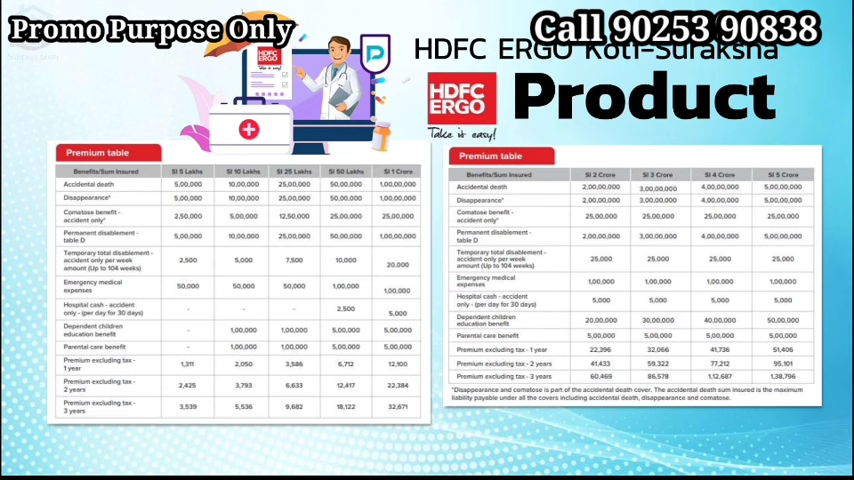 Promo Purpose Only
Call 90253 90838
HDFC ERGO Koti-Suraksha
HDFC
ERGO
Take it easy!
Product
Premium table
Benefits/Sum Insured SI 5 Lakhs SI 10 Lakhs SI 25 Lakhs SI 50 Lakhs SI 1 Crore
Accidental death 5,00,000 10,00,000 25,00,000 50,00,000 1,00,00,000
Disappearance* 5,00,000 10,00,000 25,00,000 50,00,000 1,00,00,000
Comatose benefit -
accident only* 2,50,000 5,00,000 12,50,000 25,00,000 25,00,000
Permanent disablement -
table D 5,00,000 10,00,000 25,00,000 50,00,000 1,00,00,000
Temporary total disablement -
accident only per week
amount (Up to 104 weeks) 2,500 5,000 7,500 10,000 20,000
Emergency medical
expenses 50,000 50,000 50,000 1,00,000 1,00,000
Hospital cash - accident
only - (per day for 30 days) - - - 2,500 5,000
Dependent children
education benefit - 1,00,000 1,00,000 5,00,000 5,00,000
Parental care benefit - 1,00,000 1,00,000 5,00,000 5,00,000
Premium excluding tax -
1 year 1,311 2,050 3,586 6,712 12,100
Premium excluding tax -
2 years 2,425 3,793 6,633 12,417 22,384
Premium excluding tax -
3 years 3,539 5,536 9,682 18,122 32,671
Premium table
Benefits/Sum Insured SI 2 Crore SI 3 Crore SI 4 Crore SI 5 Crore
Accidental death 2,00,00,000 3,00,00,000 4,00,00,000 5,00,00,000
Disappearance* 2,00,00,000 3,00,00,000 4,00,00,000 5,00,00,000
Comatose benefit -
accident only* 25,00,000 25,00,000 25,00,000 25,00,000
Permanent disablement -
table D 2,00,00,000 3,00,00,000 4,00,00,000 5,00,00,000
Temporary total disablement -
accident only per week
amount (Up to 104 weeks) 25,000 25,000 25,000 25,000
Emergency medical
expenses 1,00,000 1,00,000 1,00,000 1,00,000
Hospital cash - accident
only - (per day for 30 days) 5,000 5,000 5,000 5,000
Dependent children
education benefit 20,00,000 30,00,000 40,00,000 50,00,000
Parental care benefit 5,00,000 5,00,000 5,00,000 5,00,000
Premium excluding tax - 1 year 22,396 32,066 41,736 51,406
Premium excluding tax - 2 years 41,433 59,322 77,212 95,101
Premium excluding tax - 3 years 60,469 86,578 1,12,687 1,38,796
*Disappearance and comatose is part of the accidental death cover. The accidental death sum insured is the maximum
liability payable under all the covers including accidental death, disappearance and comatose.